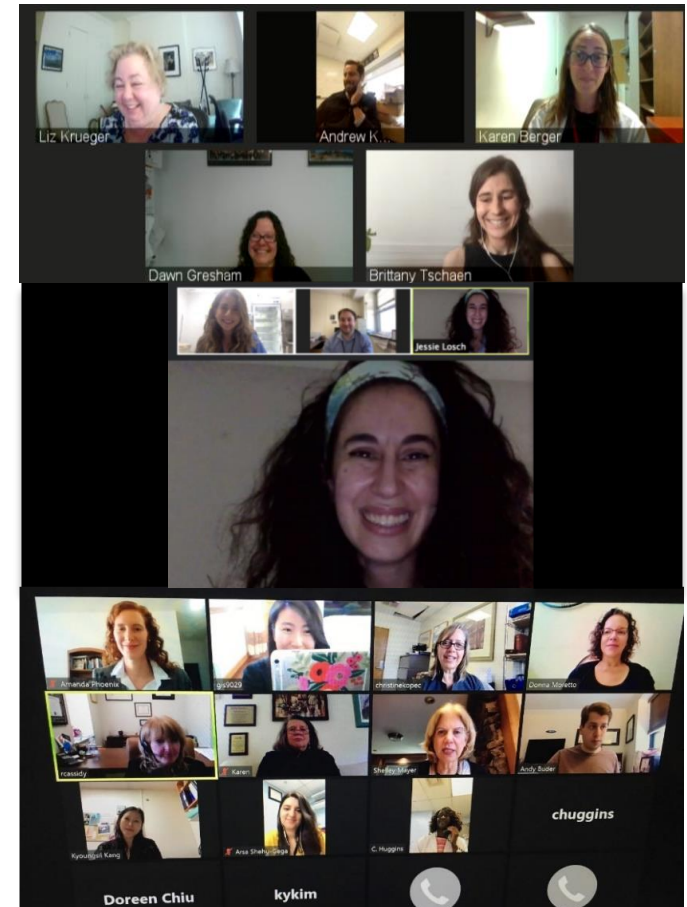 Liz Krueger
Andrew K...
Karen Berger
Dawn Gresham
Brittany Tschaen
Jessie Losch
Amanda Phoenix
gis9029
christinekopec
Donna Moretto
rcassidy
Karen
Shelley Mayer
Andy Buder
Kyoungsil Kang
Arsa Shehu-Gega
C. Huggins
chuggins
Doreen Chiu
kykim